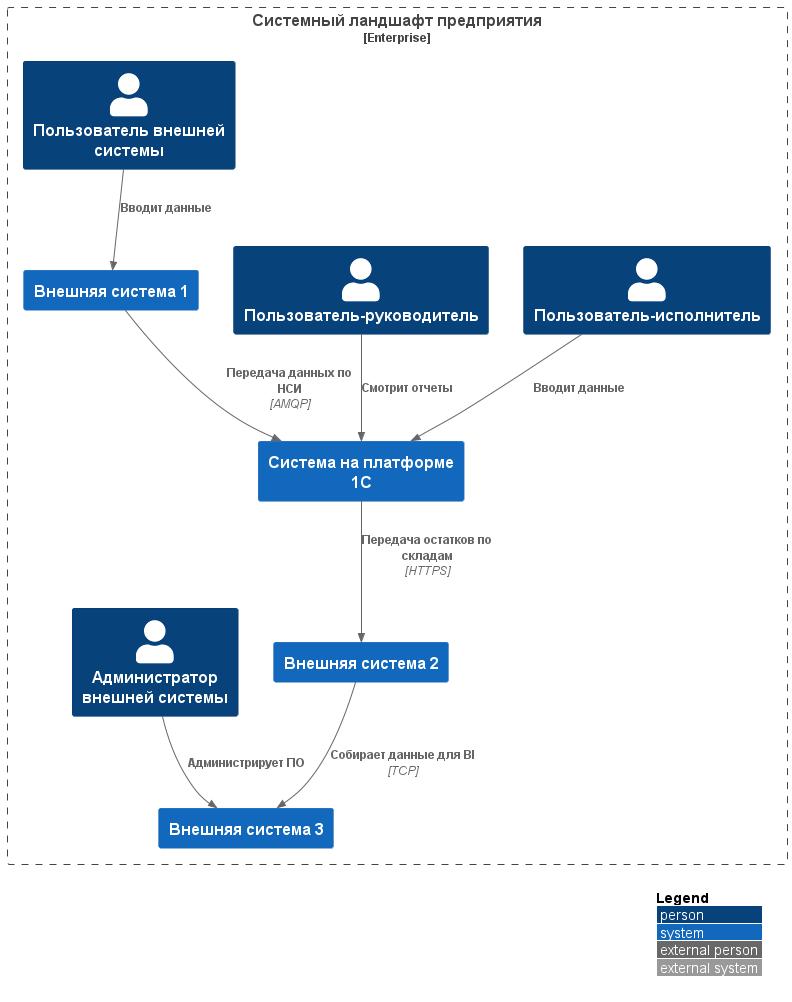 Системный ландшафт предприятия
[Enterprise]
Пользователь внешней
системы
Вводит данные
Внешняя система 1
Пользователь-руководитель
Пользователь-исполнитель
Передача данных по
НСИ
[AMQP]
Смотрит отчеты
Вводит данные
Система на платформе
1С
Передача остатков по
складам
[HTTPS]
Администратор
внешней системы
Внешняя система 2
Администрирует ПО
Собирает данные для BI
[TCP]
Внешняя система 3
Legend
person
system
external person
external system